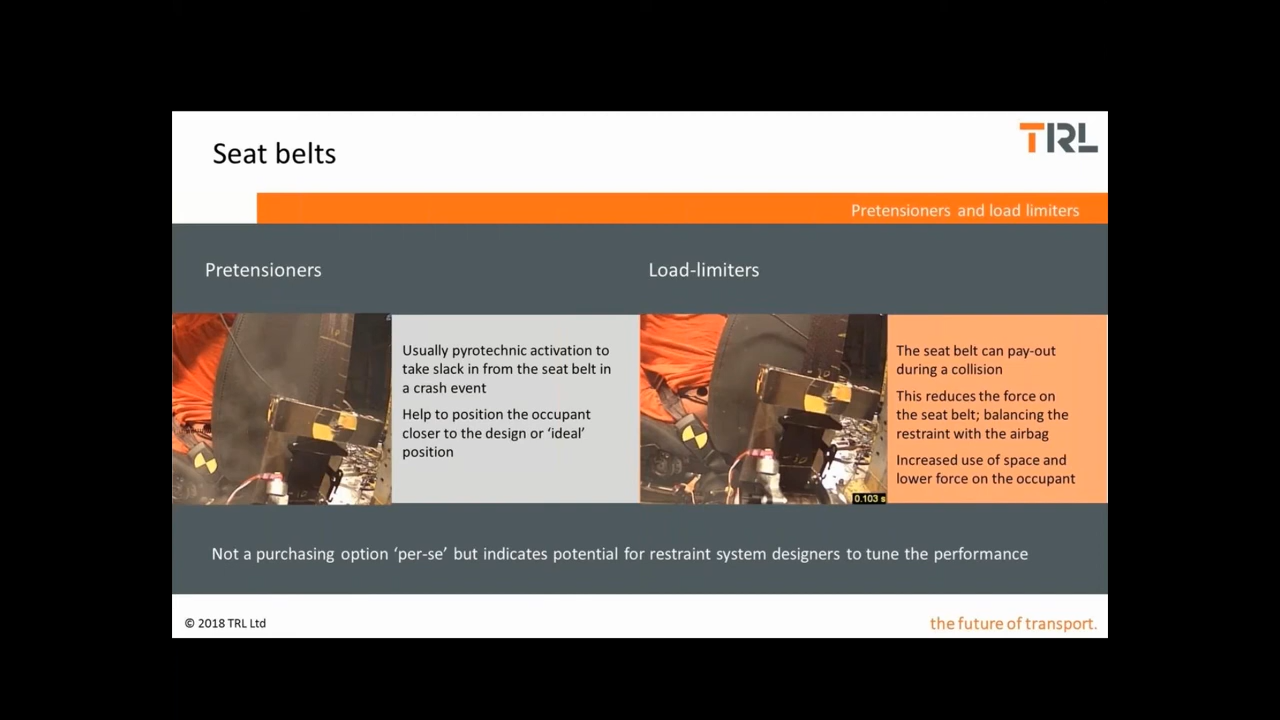 Seat belts
TRL
Pretensioners and load limiters
Pretensioners
Load-limiters
Usually pyrotechnic activation to
take slack in from the seat belt in
a crash event
Help to position the occupant
closer to the design or ‘ideal’
position
0.103 s
The seat belt can pay-out
during a collision
This reduces the force on
the seat belt; balancing the
restraint with the airbag
Increased use of space and
lower force on the occupant
Not a purchasing option ‘per-se’ but indicates potential for restraint system designers to tune the performance
© 2018 TRL Ltd
the future of transport.